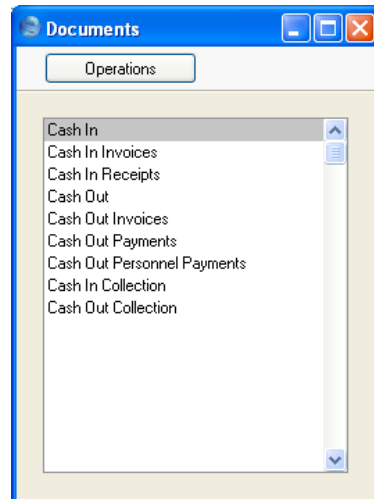 Documents
Operations
Cash In
Cash In Invoices
Cash In Receipts
Cash Out
Cash Out Invoices
Cash Out Payments
Cash Out Personnel Payments
Cash In Collection
Cash Out Collection